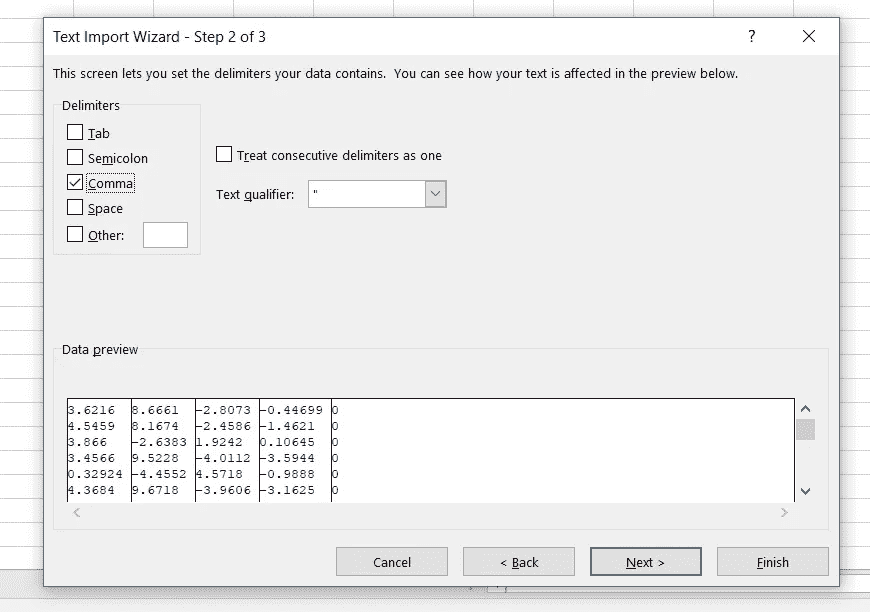 Text Import Wizard - Step 2 of 3 ?
This screen lets you set the delimiters your data contains. You can see how your text is affected in the preview below.
Delimiters
Tab
Semicolon
Comma
Space
Other:
Treat consecutive delimiters as one
Text qualifier: "
Data preview
3.6216 8.6661 -2.8073 -0.44699 0
4.5459 8.1674 -2.4586 -1.4621 0
3.866 -2.6383 1.9242 0.10645 0
3.4566 9.5228 -4.0112 -3.5944 0
0.32924 -4.4552 4.5718 -0.9888 0
4.3684 9.6718 -3.9606 -3.1625 0
Cancel < Back Next > Finish